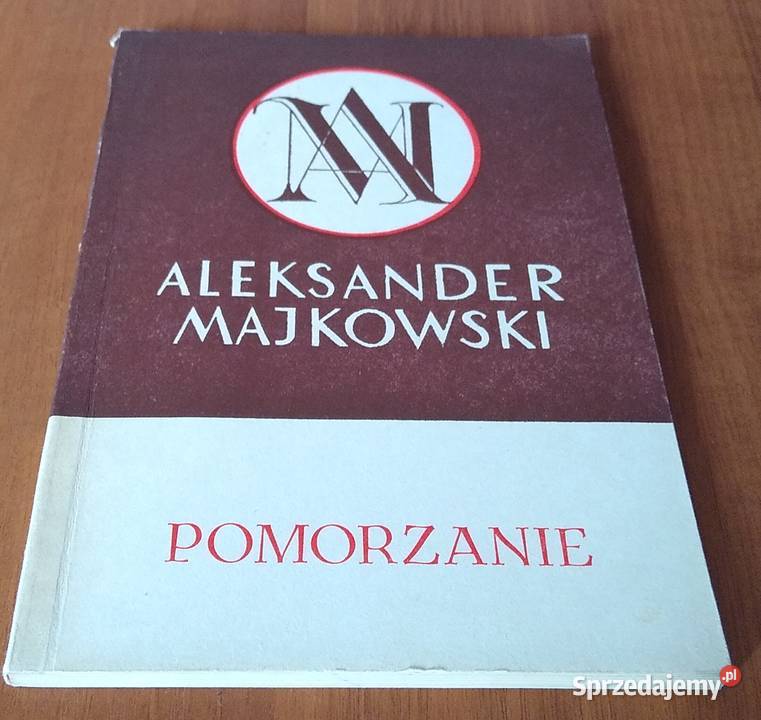 AM
ALEKSANDER
MAJKOWSKI
POMORZANIE
Sprzedajemy.pl